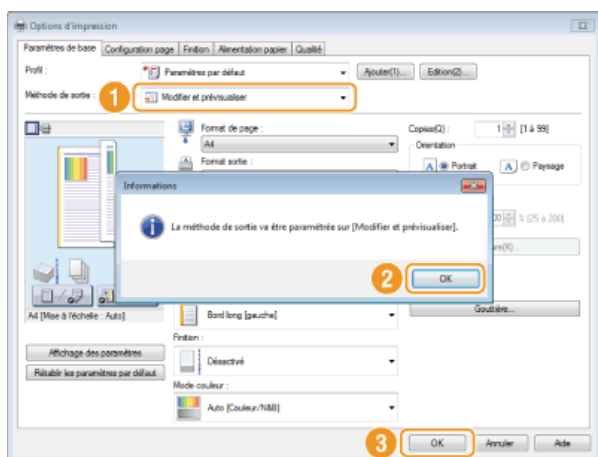 Options d'impression
Paramètres de base Configuration page Finition Alimentation papier Qualité
Profil : Paramètres par défaut Ajouter(1)... Edition(2)...
Méthode de sortie : 1 Modifier et prévisualiser
Format de page : Copies(Q) : 1 [1 à 99]
A4 Orientation
Format sortie : A Portrait A Paysage
Informations
La méthode de sortie va être paramétrée sur [Modifier et prévisualiser].
00 % [25 à 200]
2 OK
A4 [Mise à l'échelle : Auto] Bord long [gauche] Gouttière...
Finition :
Affichage des paramètres Désactivé
Rétablir les paramètres par défaut
Mode couleur :
Auto [Couleur/N&B]
3 OK Annuler Aide